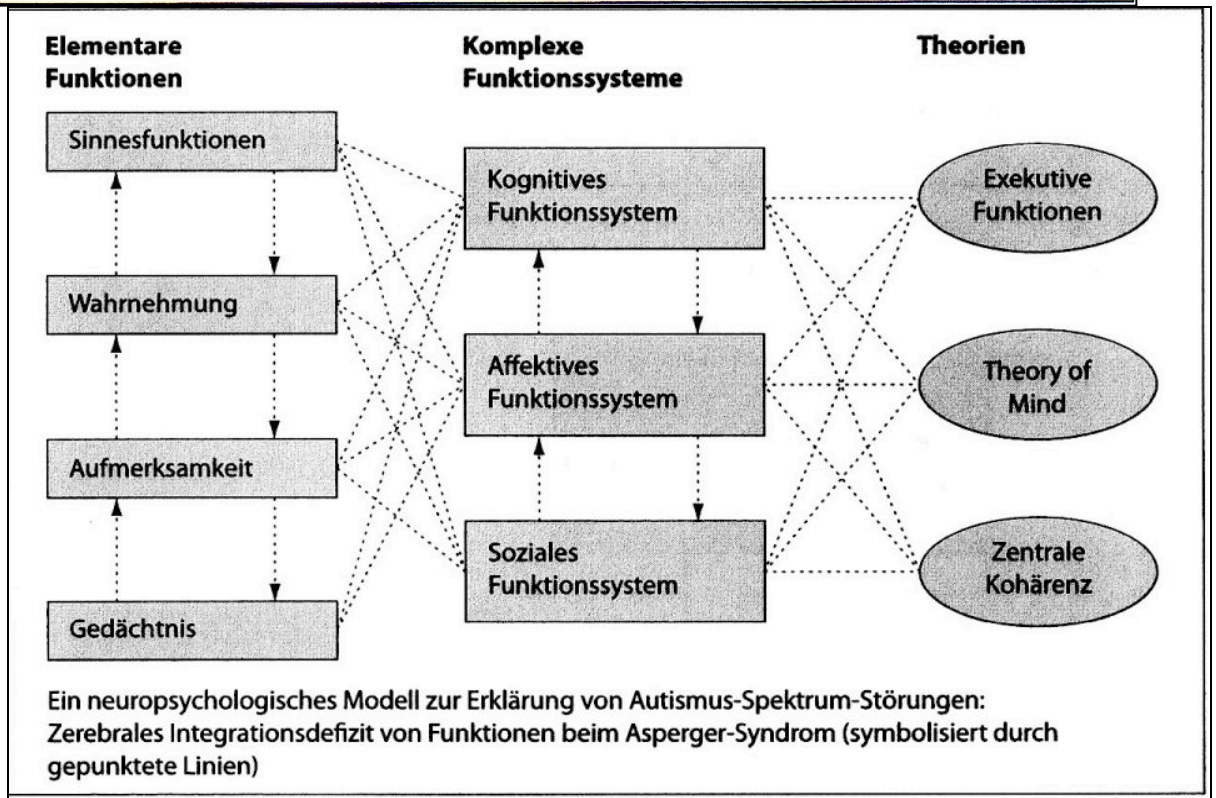 Elementare
Funktionen
Komplexe
Funktionssysteme
Theorien
Sinnesfunktionen
Wahrnehmung
Aufmerksamkeit
Gedächtnis
Kognitives
Funktionssystem
Affektives
Funktionssystem
Soziales
Funktionssystem
Exekutive
Funktionen
Theory of
Mind
Zentrale
Kohärenz
Ein neuropsychologisches Modell zur Erklärung von Autismus-Spektrum-Störungen:
Zerebrales Integrationsdefizit von Funktionen beim Asperger-Syndrom (symbolisiert durch
gepunktete Linien)